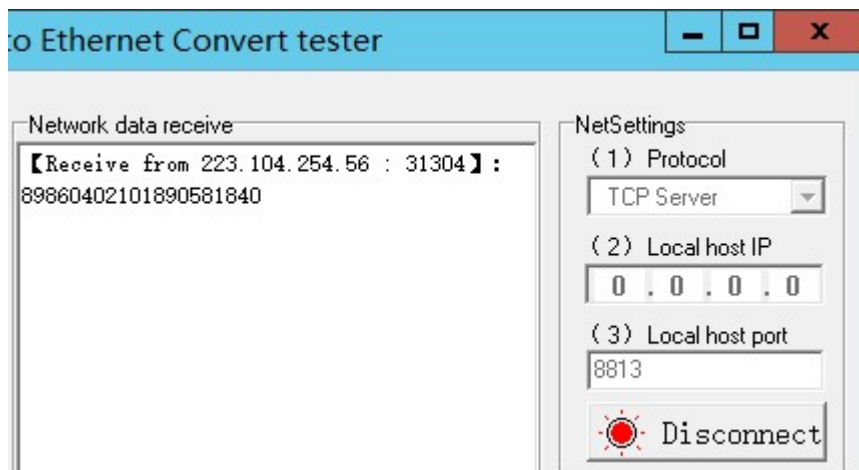 to Ethernet Convert tester
Network data receive
【Receive from 223.104.254.56 : 31304】:
89860402101890581840
NetSettings
(1) Protocol
TCP Server
(2) Local host IP
0 . 0 . 0 . 0
(3) Local host port
8813
Disconnect